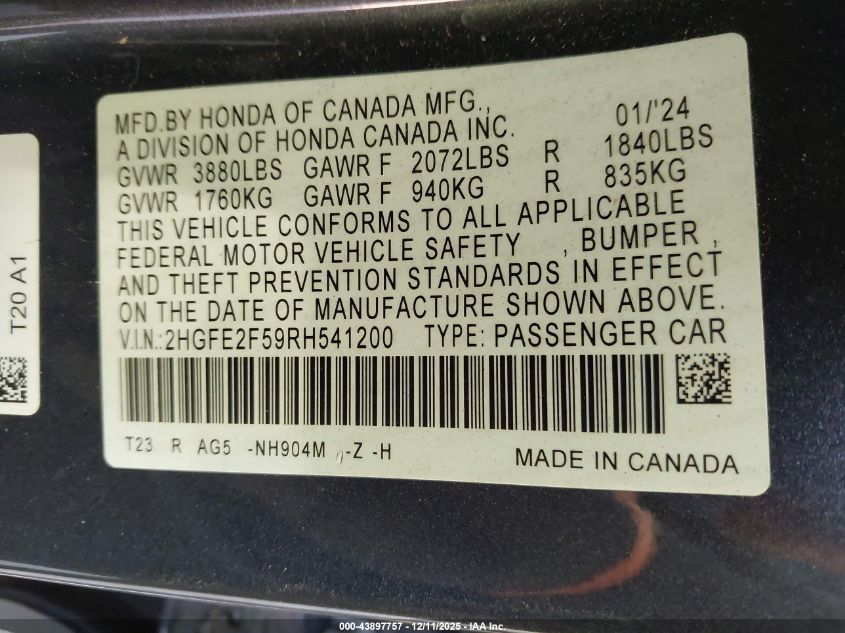 MFD.BY HONDA OF CANADA MFG., 01/'24
A DIVISION OF HONDA CANADA INC.
GVWR 3880LBS GAWR F 2072LBS R 1840LBS
GVWR 1760KG GAWR F 940KG R 835KG
THIS VEHICLE CONFORMS TO ALL APPLICABLE
FEDERAL MOTOR VEHICLE SAFETY , BUMPER ,
AND THEFT PREVENTION STANDARDS IN EFFECT
ON THE DATE OF MANUFACTURE SHOWN ABOVE.
V.I.N.:2HGFE2F59RH541200 TYPE: PASSENGER CAR
T23 R AG5 -NH904M -Z -H
MADE IN CANADA
T20 A1
000-43897757 - 12/11/2025 - IAA Inc.